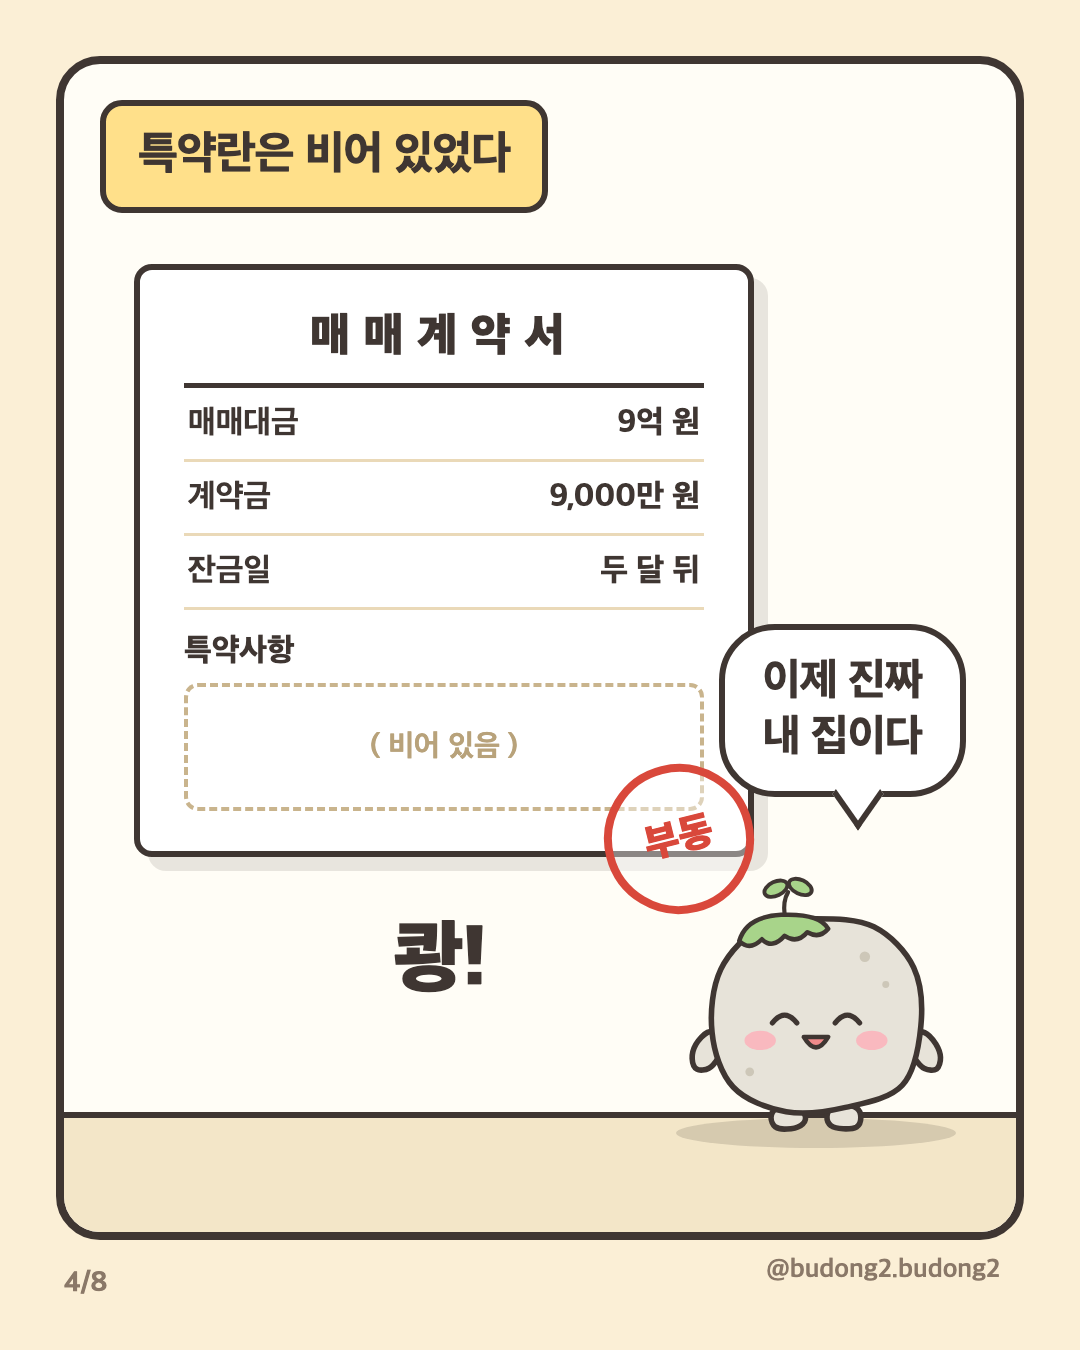 특약란은 비어 있었다
매매계약서
매매대금 9억 원
계약금 9,000만 원
잔금일 두 달 뒤
특약사항
( 비어 있음 )
이제 진짜
내 집이다
부동
쾅!
4/8
@budong2.budong2